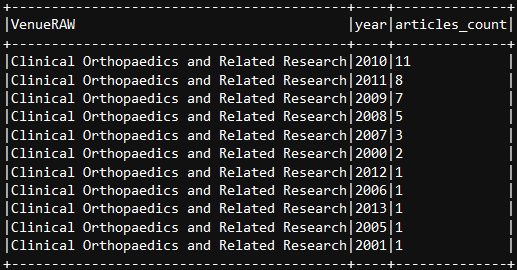 +------------------------------------------+----+--------------+
|VenueRAW                                  |year|articles_count|
+------------------------------------------+----+--------------+
|Clinical Orthopaedics and Related Research|2010|11            |
|Clinical Orthopaedics and Related Research|2011|8             |
|Clinical Orthopaedics and Related Research|2009|7             |
|Clinical Orthopaedics and Related Research|2008|5             |
|Clinical Orthopaedics and Related Research|2007|3             |
|Clinical Orthopaedics and Related Research|2000|2             |
|Clinical Orthopaedics and Related Research|2012|1             |
|Clinical Orthopaedics and Related Research|2006|1             |
|Clinical Orthopaedics and Related Research|2013|1             |
|Clinical Orthopaedics and Related Research|2005|1             |
|Clinical Orthopaedics and Related Research|2001|1             |
+------------------------------------------+----+--------------+